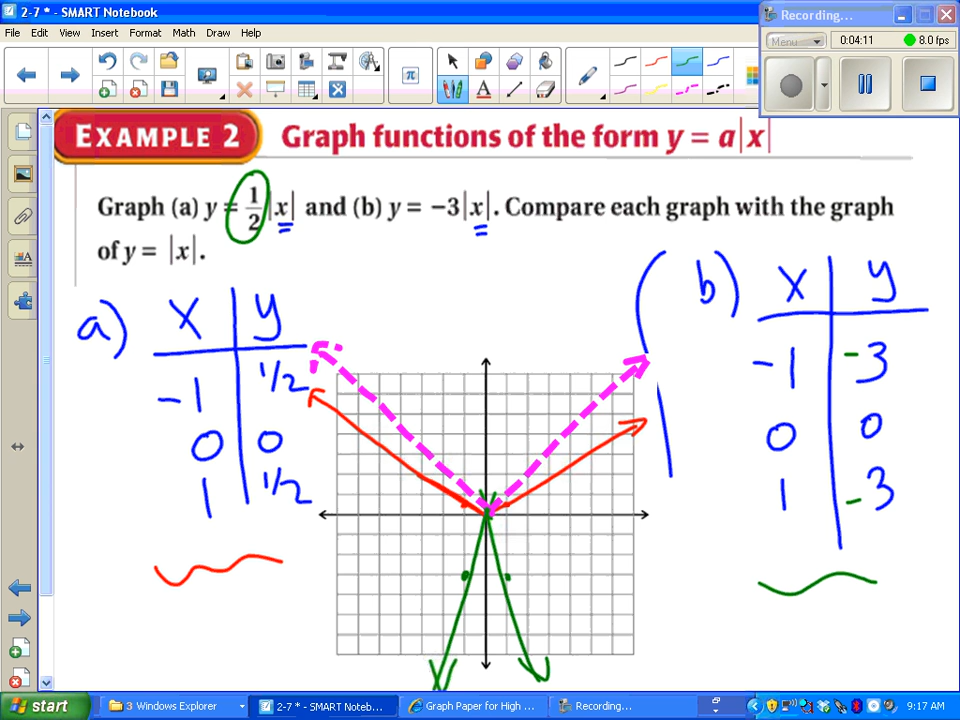 2-7 * - SMART Notebook
Recording...
File Edit View Insert Format Math Draw Help
Menu
00:04:11
8.0 fps
π
A
EXAMPLE 2 Graph functions of the form y = a|x|
Graph (a) y = 1/2|x| and (b) y = −3|x|. Compare each graph with the graph
of y = |x|.
a) x y
-1 1/2
0 0
1 1/2
b) x y
-1 -3
0 0
1 -3
start
3 Windows Explorer
2-7 * - SMART Noteb...
Graph Paper for High ...
Recording...
9:17 AM